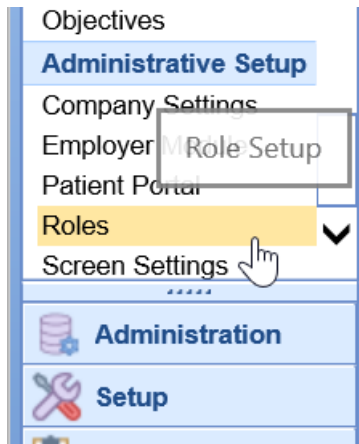 Objectives
Administrative Setup
Company Settings
Employer
Role Setup
Patient Portal
Roles
Screen Settings
Administration
Setup